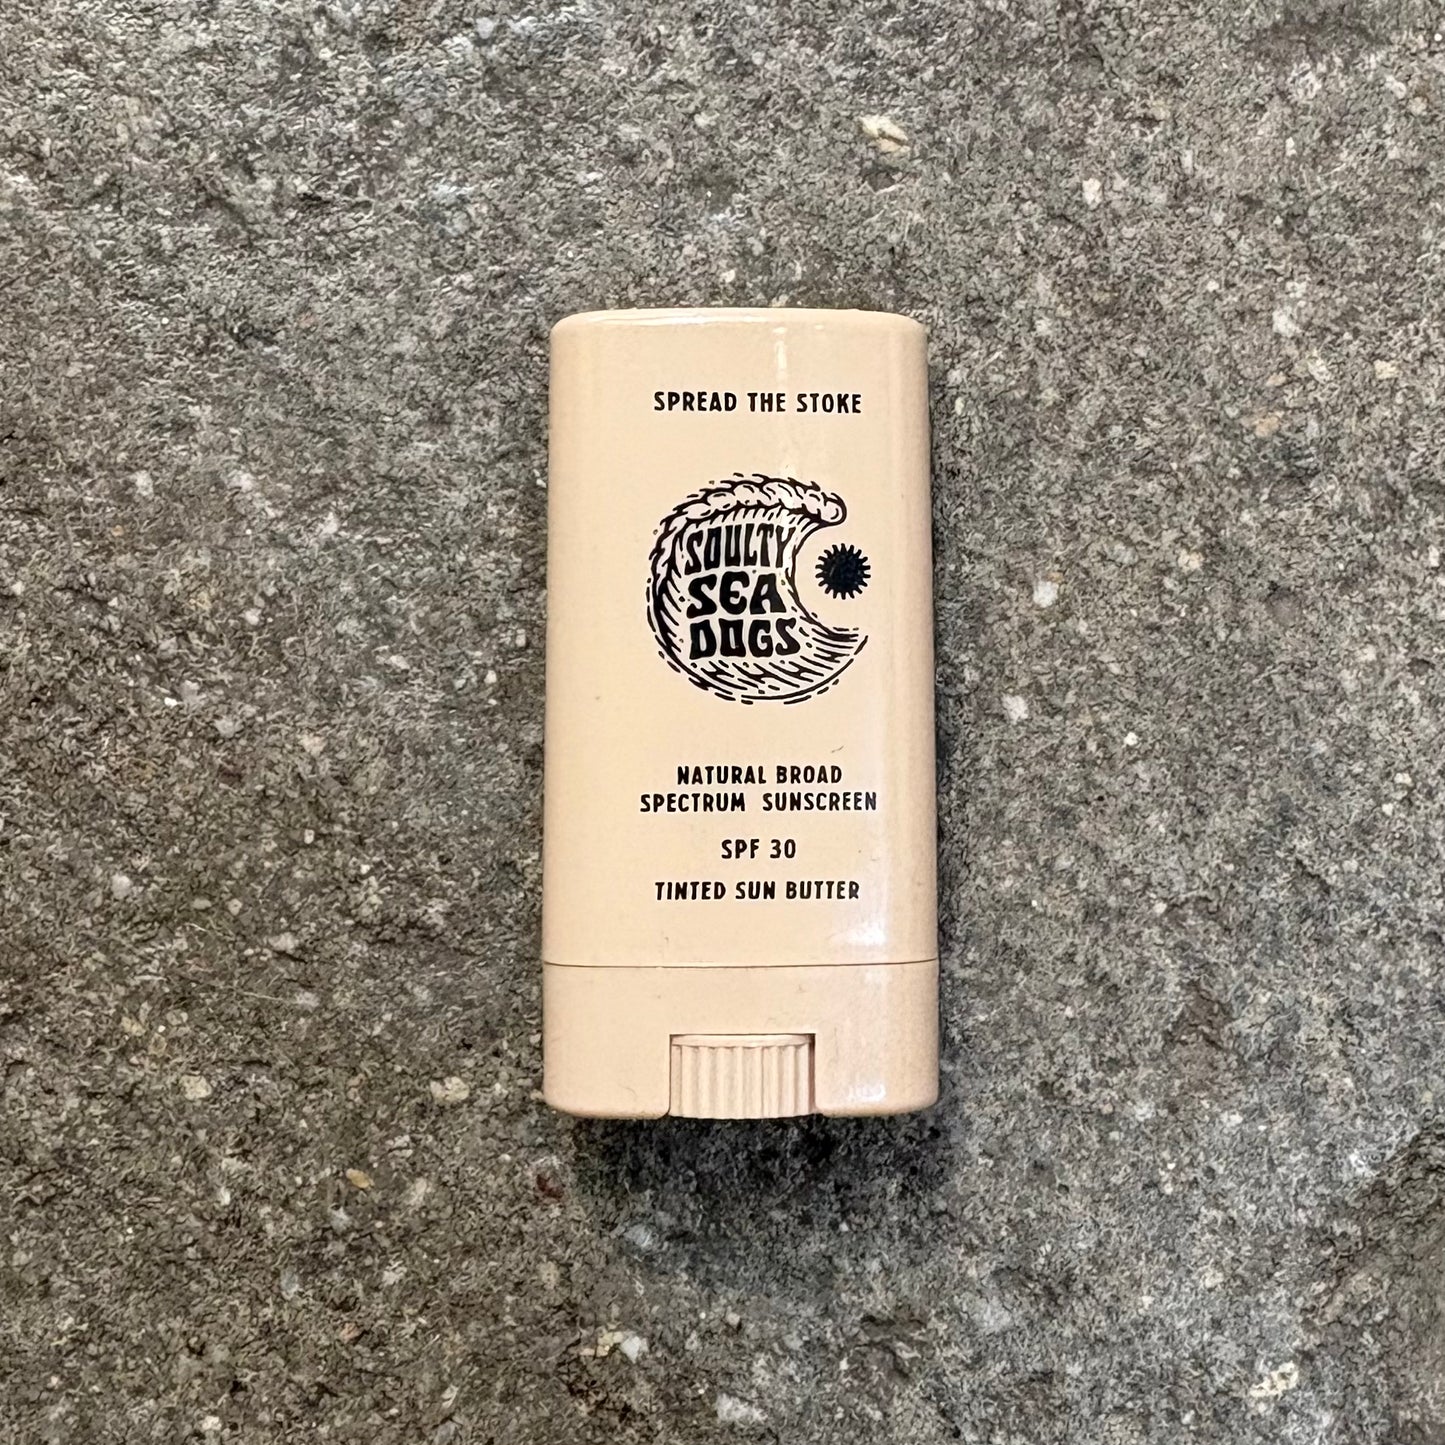 SPREAD THE STOKE
SOULTY
SEA
DOGS
NATURAL BROAD
SPECTRUM SUNSCREEN
SPF 30
TINTED SUN BUTTER